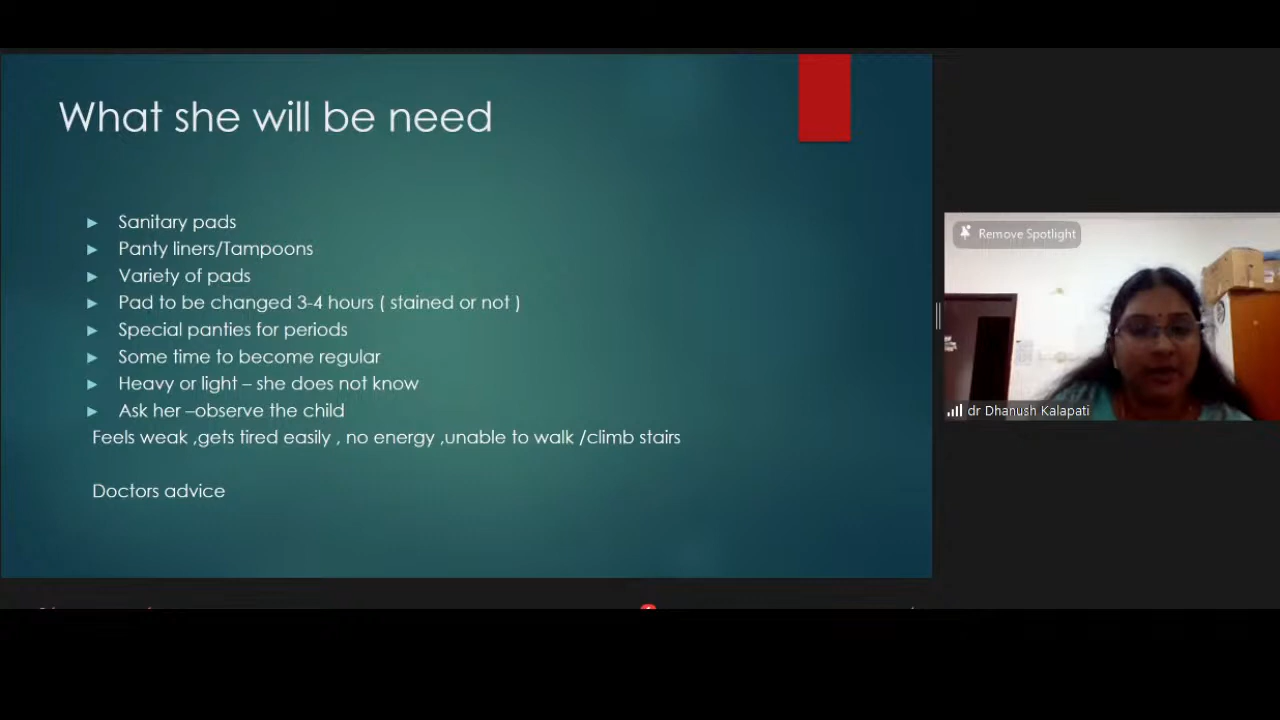 What she will be need
Sanitary pads
Panty liners/Tampoons
Variety of pads
Pad to be changed 3-4 hours ( stained or not )
Special panties for periods
Some time to become regular
Heavy or light – she does not know
Ask her –observe the child
Feels weak ,gets tired easily , no energy ,unable to walk /climb stairs
Doctors advice
Remove Spotlight
dr Dhanush Kalapati